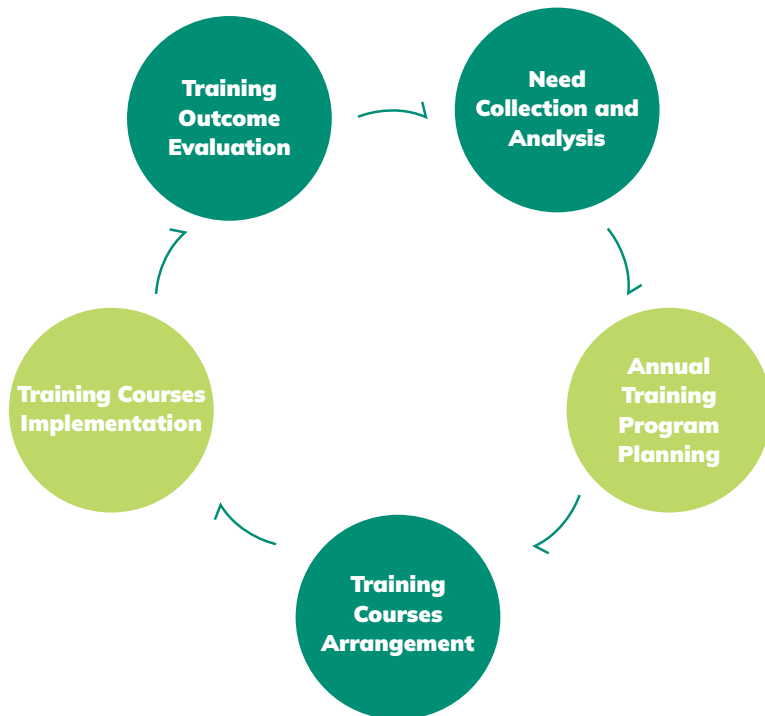 Training
Outcome
Evaluation
Need
Collection and
Analysis
Annual
Training
Program
Planning
Training Courses
Implementation
Training
Courses
Arrangement